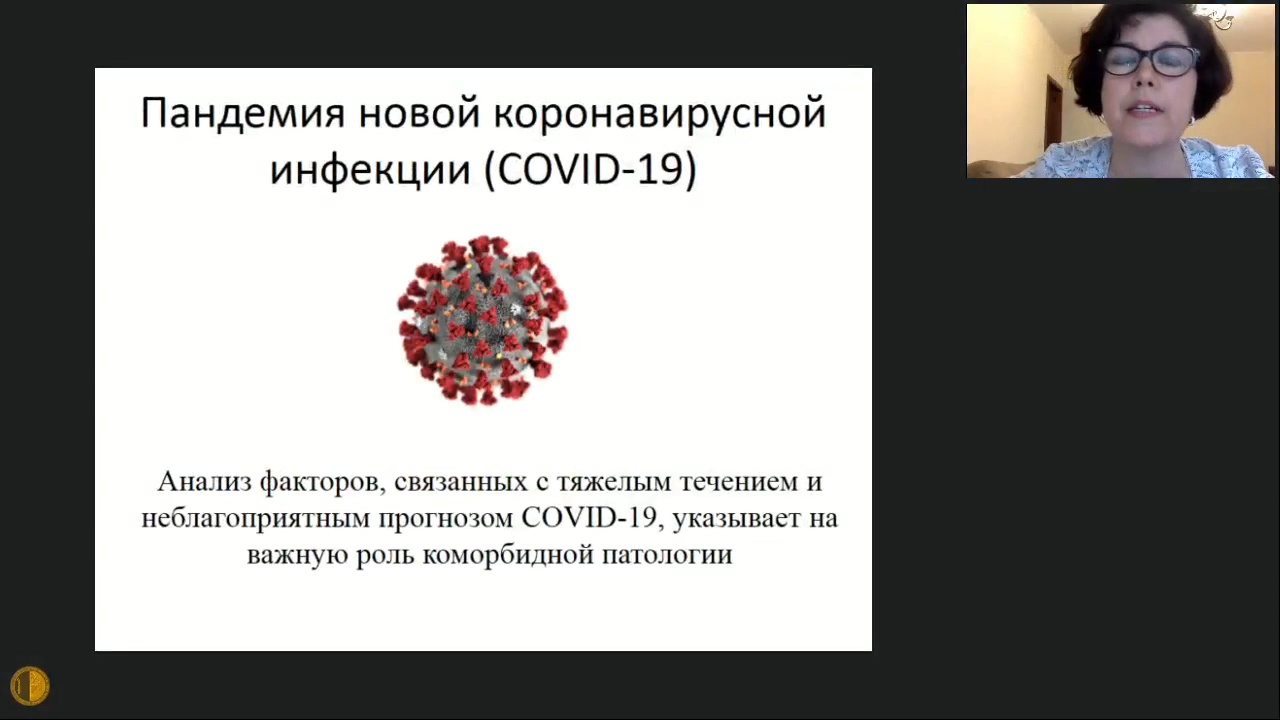 Пандемия новой коронавирусной
инфекции (COVID-19)
Анализ факторов, связанных с тяжелым течением и
неблагоприятным прогнозом COVID-19, указывает на
важную роль коморбидной патологии